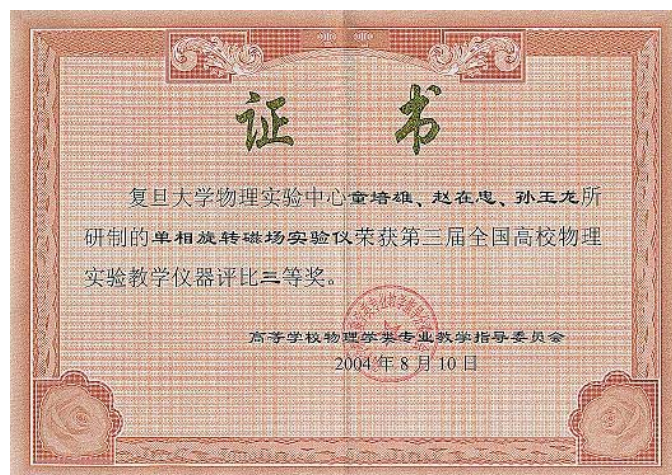 证书
复旦大学物理实验中心童培雄、赵在忠、孙玉龙所
研制的单相旋转磁场实验仪荣获第三届全国高校物理
实验教学仪器评比三等奖。
高等学校物理学类专业教学指导委员会
2004年8月10日